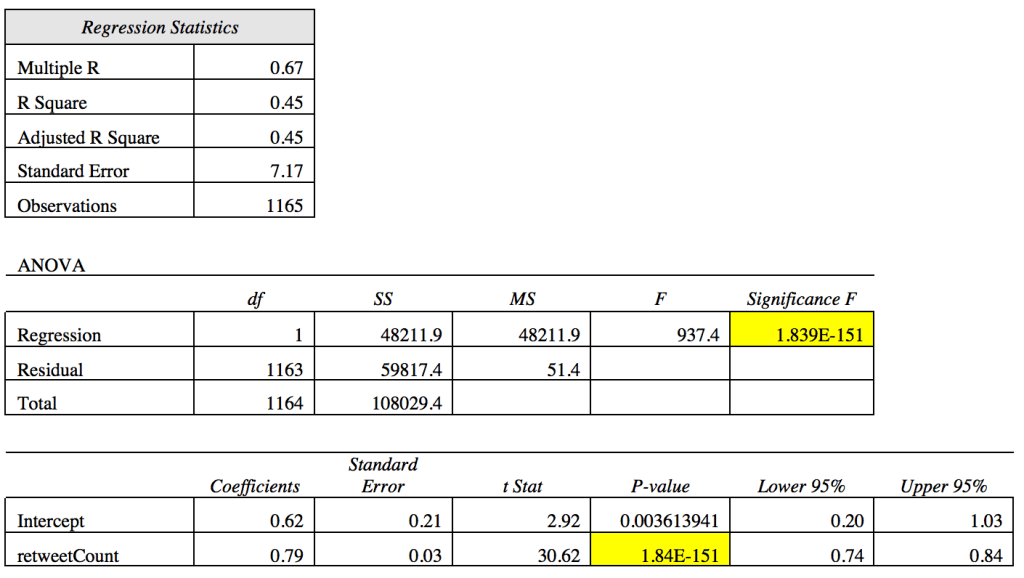 Regression Statistics
Multiple R 0.67
R Square 0.45
Adjusted R Square 0.45
Standard Error 7.17
Observations 1165
ANOVA
df SS MS F Significance F
Regression 1 48211.9 48211.9 937.4 1.839E-151
Residual 1163 59817.4 51.4
Total 1164 108029.4
Coefficients Standard Error t Stat P-value Lower 95% Upper 95%
Intercept 0.62 0.21 2.92 0.003613941 0.20 1.03
retweetCount 0.79 0.03 30.62 1.84E-151 0.74 0.84